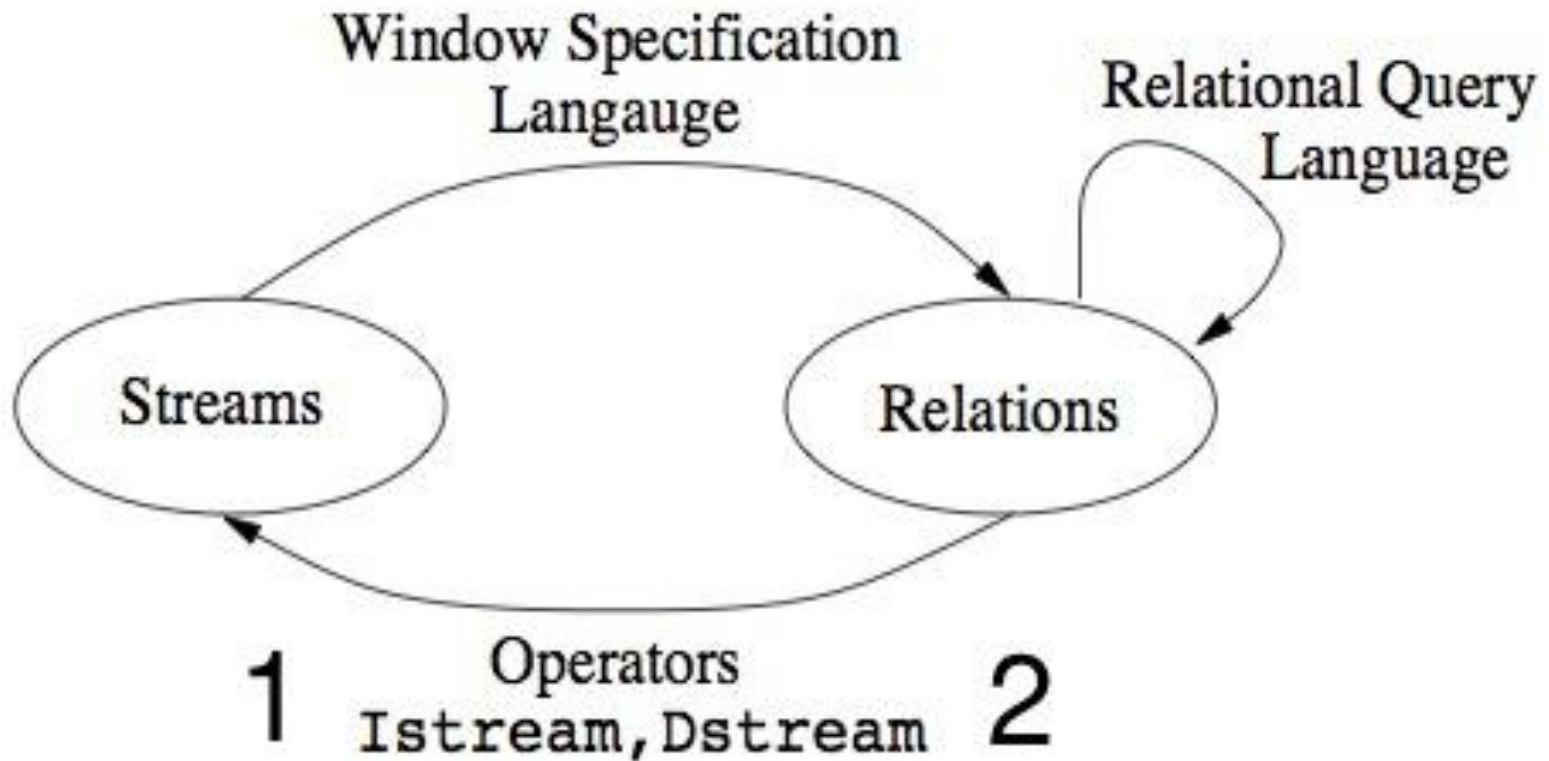 Window Specification
Langauge
Relational Query
Language
Streams
Relations
Operators
1
Istream,Dstream
2